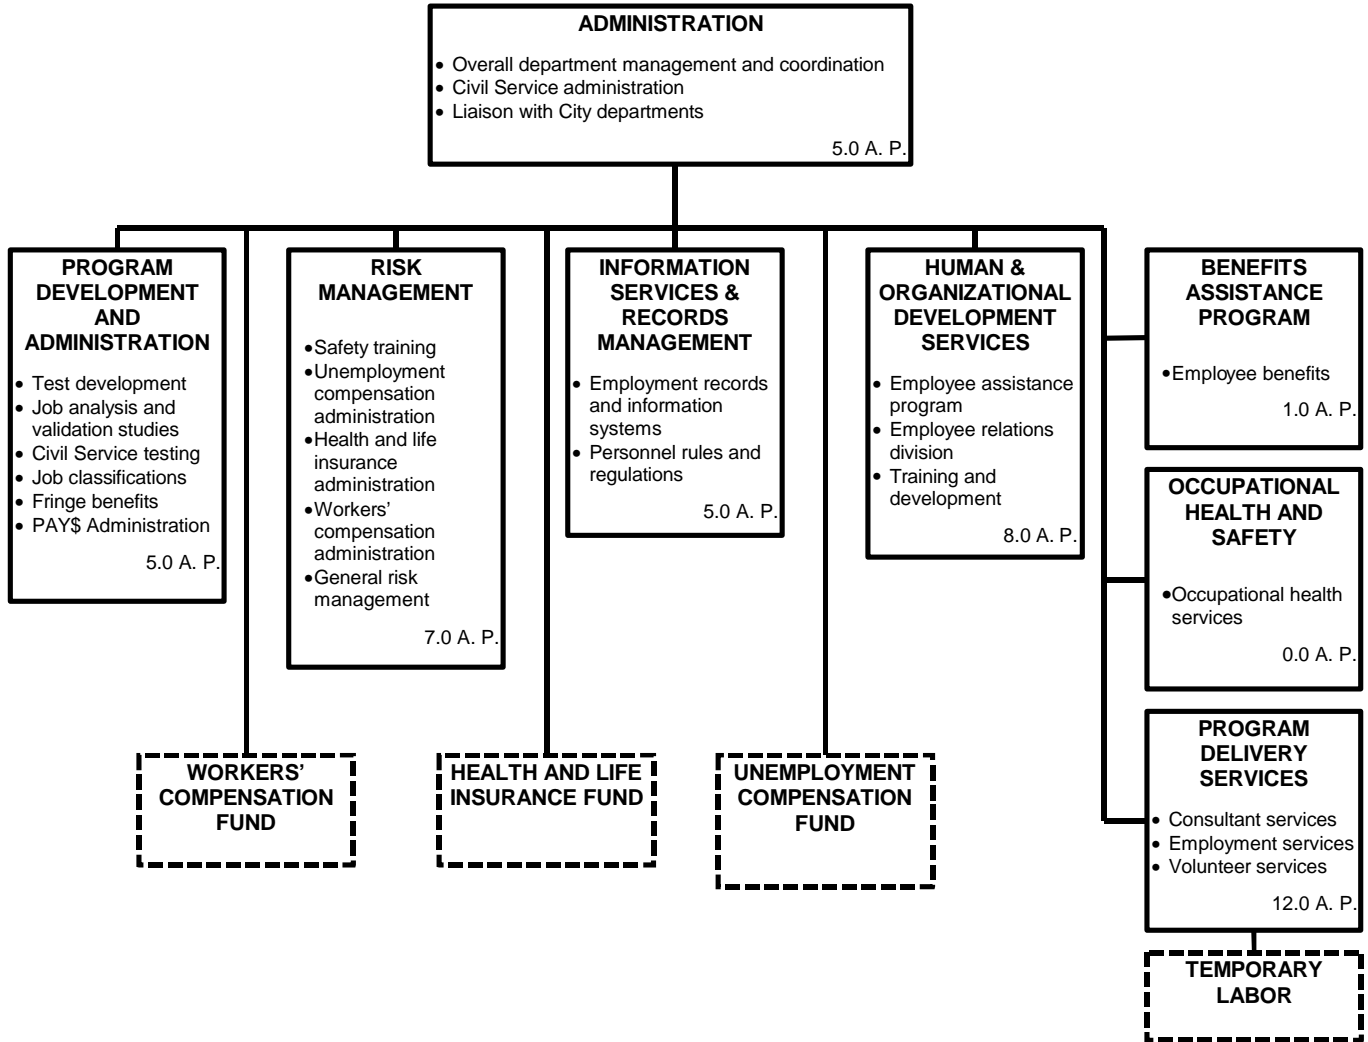 ADMINISTRATION
• Overall department management and coordination
• Civil Service administration
• Liaison with City departments
5.0 A. P.
PROGRAM
DEVELOPMENT
AND
ADMINISTRATION
• Test development
• Job analysis and
validation studies
• Civil Service testing
• Job classifications
• Fringe benefits
• PAY$ Administration
5.0 A. P.
RISK
MANAGEMENT
•Safety training
•Unemployment
compensation
administration
•Health and life
insurance
administration
•Workers’
compensation
administration
•General risk
management
7.0 A. P.
INFORMATION
SERVICES &
RECORDS
MANAGEMENT
• Employment records
and information
systems
• Personnel rules and
regulations
5.0 A. P.
HUMAN &
ORGANIZATIONAL
DEVELOPMENT
SERVICES
• Employee assistance
program
• Employee relations
division
• Training and
development
8.0 A. P.
BENEFITS
ASSISTANCE
PROGRAM
•Employee benefits
1.0 A. P.
OCCUPATIONAL
HEALTH AND
SAFETY
•Occupational health
services
0.0 A. P.
PROGRAM
DELIVERY
SERVICES
• Consultant services
• Employment services
• Volunteer services
12.0 A. P.
WORKERS’
COMPENSATION
FUND
HEALTH AND LIFE
INSURANCE FUND
UNEMPLOYMENT
COMPENSATION
FUND
TEMPORARY
LABOR